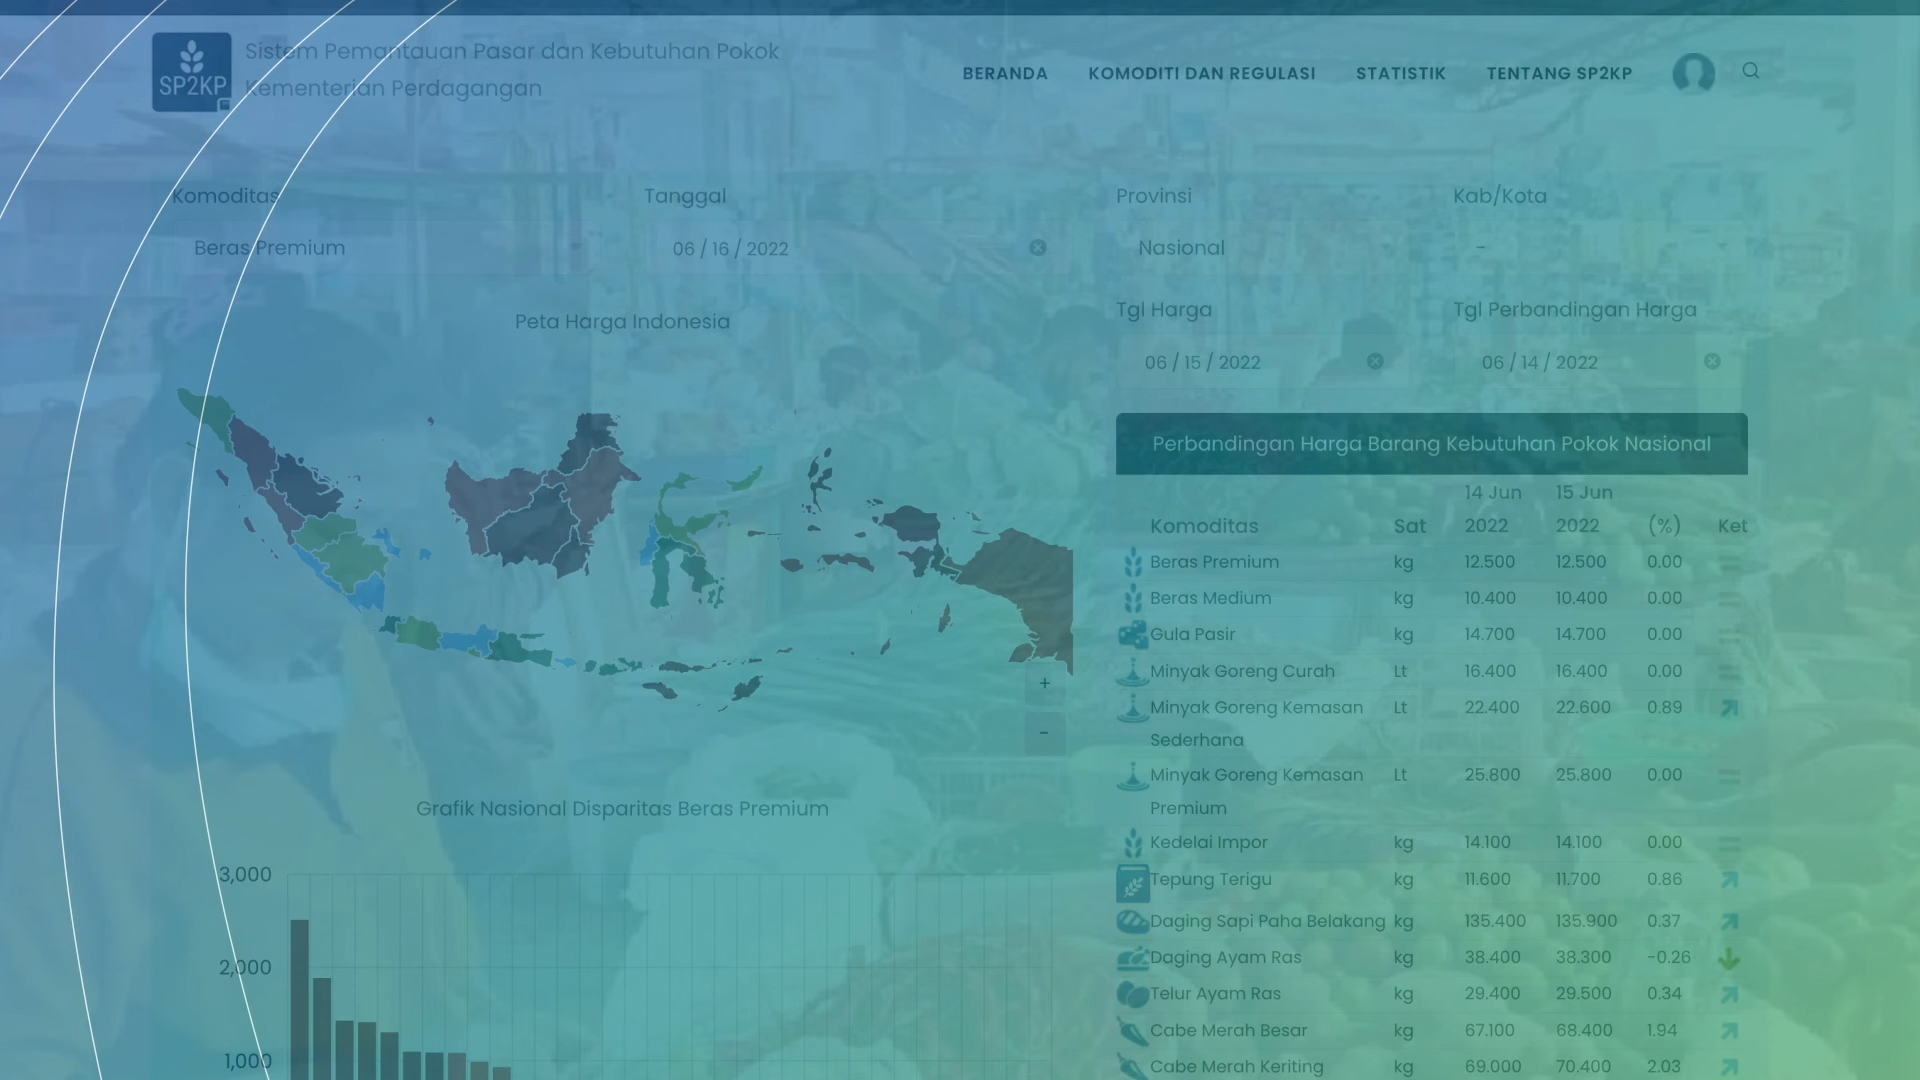 SP2KP
Sistem Pemantauan Pasar dan Kebutuhan Pokok
Kementerian Perdagangan
BERANDA KOMODITI DAN REGULASI STATISTIK TENTANG SP2KP
Komoditas Tanggal
Beras Premium 06 / 16 / 2022
Peta Harga Indonesia
+
-
Grafik Nasional Disparitas Beras Premium
3,000
2,000
1,000
Provinsi Kab/Kota
Nasional -
Tgl Harga Tgl Perbandingan Harga
06 / 15 / 2022 06 / 14 / 2022
Perbandingan Harga Barang Kebutuhan Pokok Nasional
14 Jun 15 Jun
Komoditas Sat 2022 2022 (%) Ket
Beras Premium kg 12.500 12.500 0.00
Beras Medium kg 10.400 10.400 0.00
Gula Pasir kg 14.700 14.700 0.00
Minyak Goreng Curah Lt 16.400 16.400 0.00
Minyak Goreng Kemasan Lt 22.400 22.600 0.89
Sederhana
Minyak Goreng Kemasan Lt 25.800 25.800 0.00
Premium
Kedelai Impor kg 14.100 14.100 0.00
Tepung Terigu kg 11.600 11.700 0.86
Daging Sapi Paha Belakang kg 135.400 135.900 0.37
Daging Ayam Ras kg 38.400 38.300 -0.26
Telur Ayam Ras kg 29.400 29.500 0.34
Cabe Merah Besar kg 67.100 68.400 1.94
Cabe Merah Keriting kg 69.000 70.400 2.03